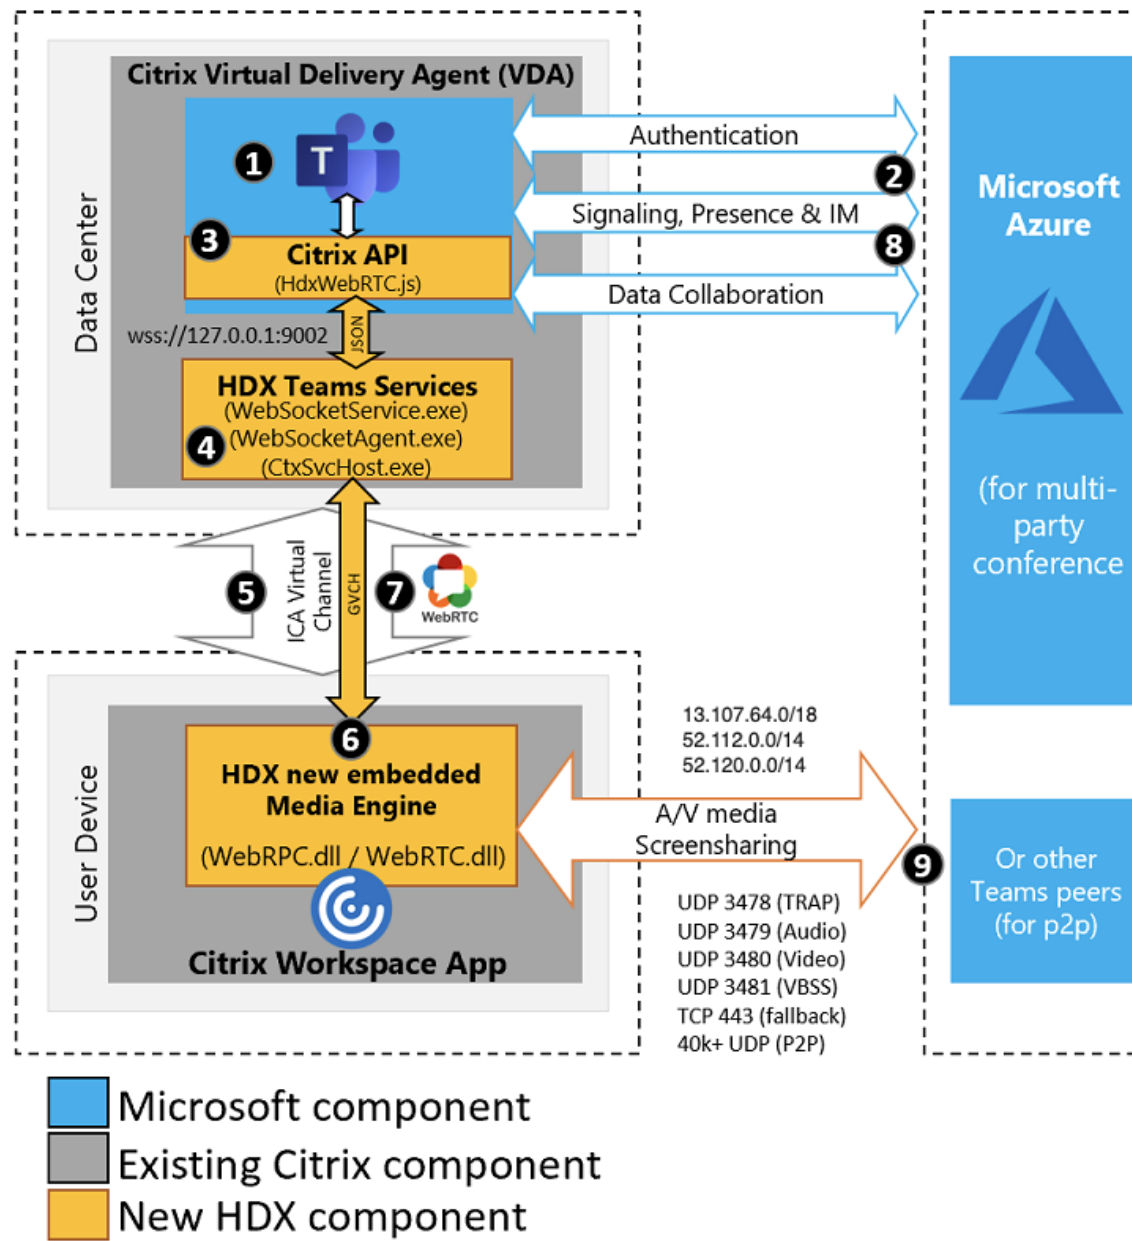 Citrix Virtual Delivery Agent (VDA)
T
1
Authentication
2
Microsoft
Azure
Signaling, Presence & IM
3
Citrix API
(HdxWebRTC.js)
8
Data Collaboration
Data Center
wss://127.0.0.1:9002
JSON
HDX Teams Services
(WebSocketService.exe)
(WebSocketAgent.exe)
4
(CtxSvcHost.exe)
(for multi-
party
conference
5
ICA Virtual
Channel
GVCH
7
WebRTC
13.107.64.0/18
52.112.0.0/14
52.120.0.0/14
6
HDX new embedded
Media Engine
(WebRPC.dll / WebRTC.dll)
User Device
Citrix Workspace App
A/V media
Screensharing
9
Or other
Teams peers
(for p2p)
UDP 3478 (TRAP)
UDP 3479 (Audio)
UDP 3480 (Video)
UDP 3481 (VBSS)
TCP 443 (fallback)
40k+ UDP (P2P)
Microsoft component
Existing Citrix component
New HDX component